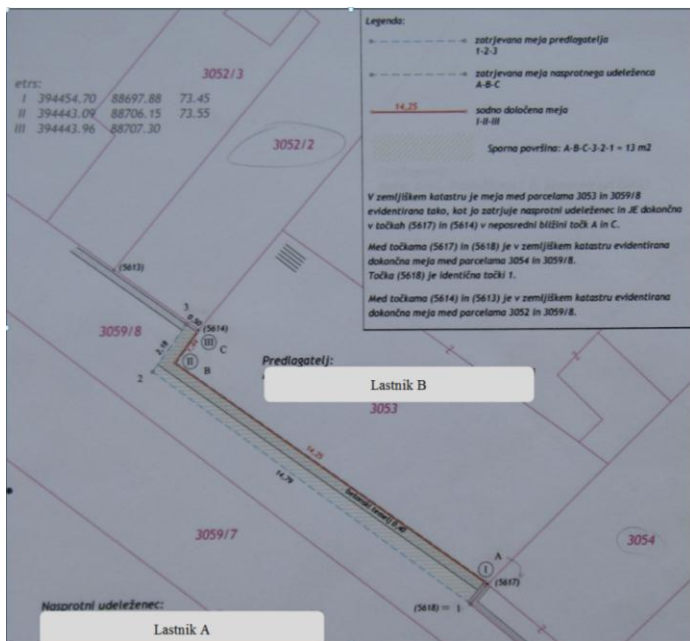 Legenda:
zatrjevana meja predlagatelja
1-2-3
zatrjevana meja nasprotnega udeleženca
A-B-C
14,25
sodno določena meja
I-II-III
Sporna površina: A-B-C-3-2-1 = 13 m2
V zemljiškem katastru je meja med parcelama 3053 in 3059/8
evidentirana tako, kot jo zatrjuje nasprotni udeleženec in JE dokončna
v točkah (5617) in (5614) v neposredni bližini točk A in C.
Med točkama (5617) in (5618) je v zemljiškem katastru evidentirana
dokončna meja med parcelama 3054 in 3059/8.
Točka (5618) je identična točki 1.
Med točkama (5614) in (5613) je v zemljiškem katastru evidentirana
dokončna meja med parcelama 3052 in 3059/8.
3052/3
etrs:
I 394454.70 88697.88 73.45
II 394443.09 88706.15 73.55
III 394443.96 88707.30
3052/2
(5613)
3
0.50
(5614)
3059/8
III
C
2,18
II
B
2
Predlagatelj:
Lastnik B
3053
14,25
14,79
betonski temelj
3059/7
3054
A
I
(5617)
(5618) = 1
Nasprotni udeleženec:
Lastnik A